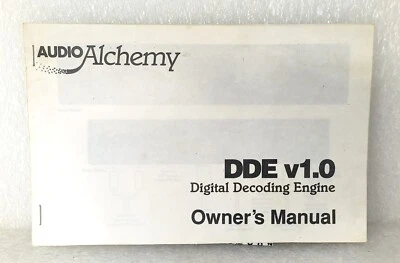 AUDIO Alchemy
DDE v1.0
Digital Decoding Engine
Owner's Manual